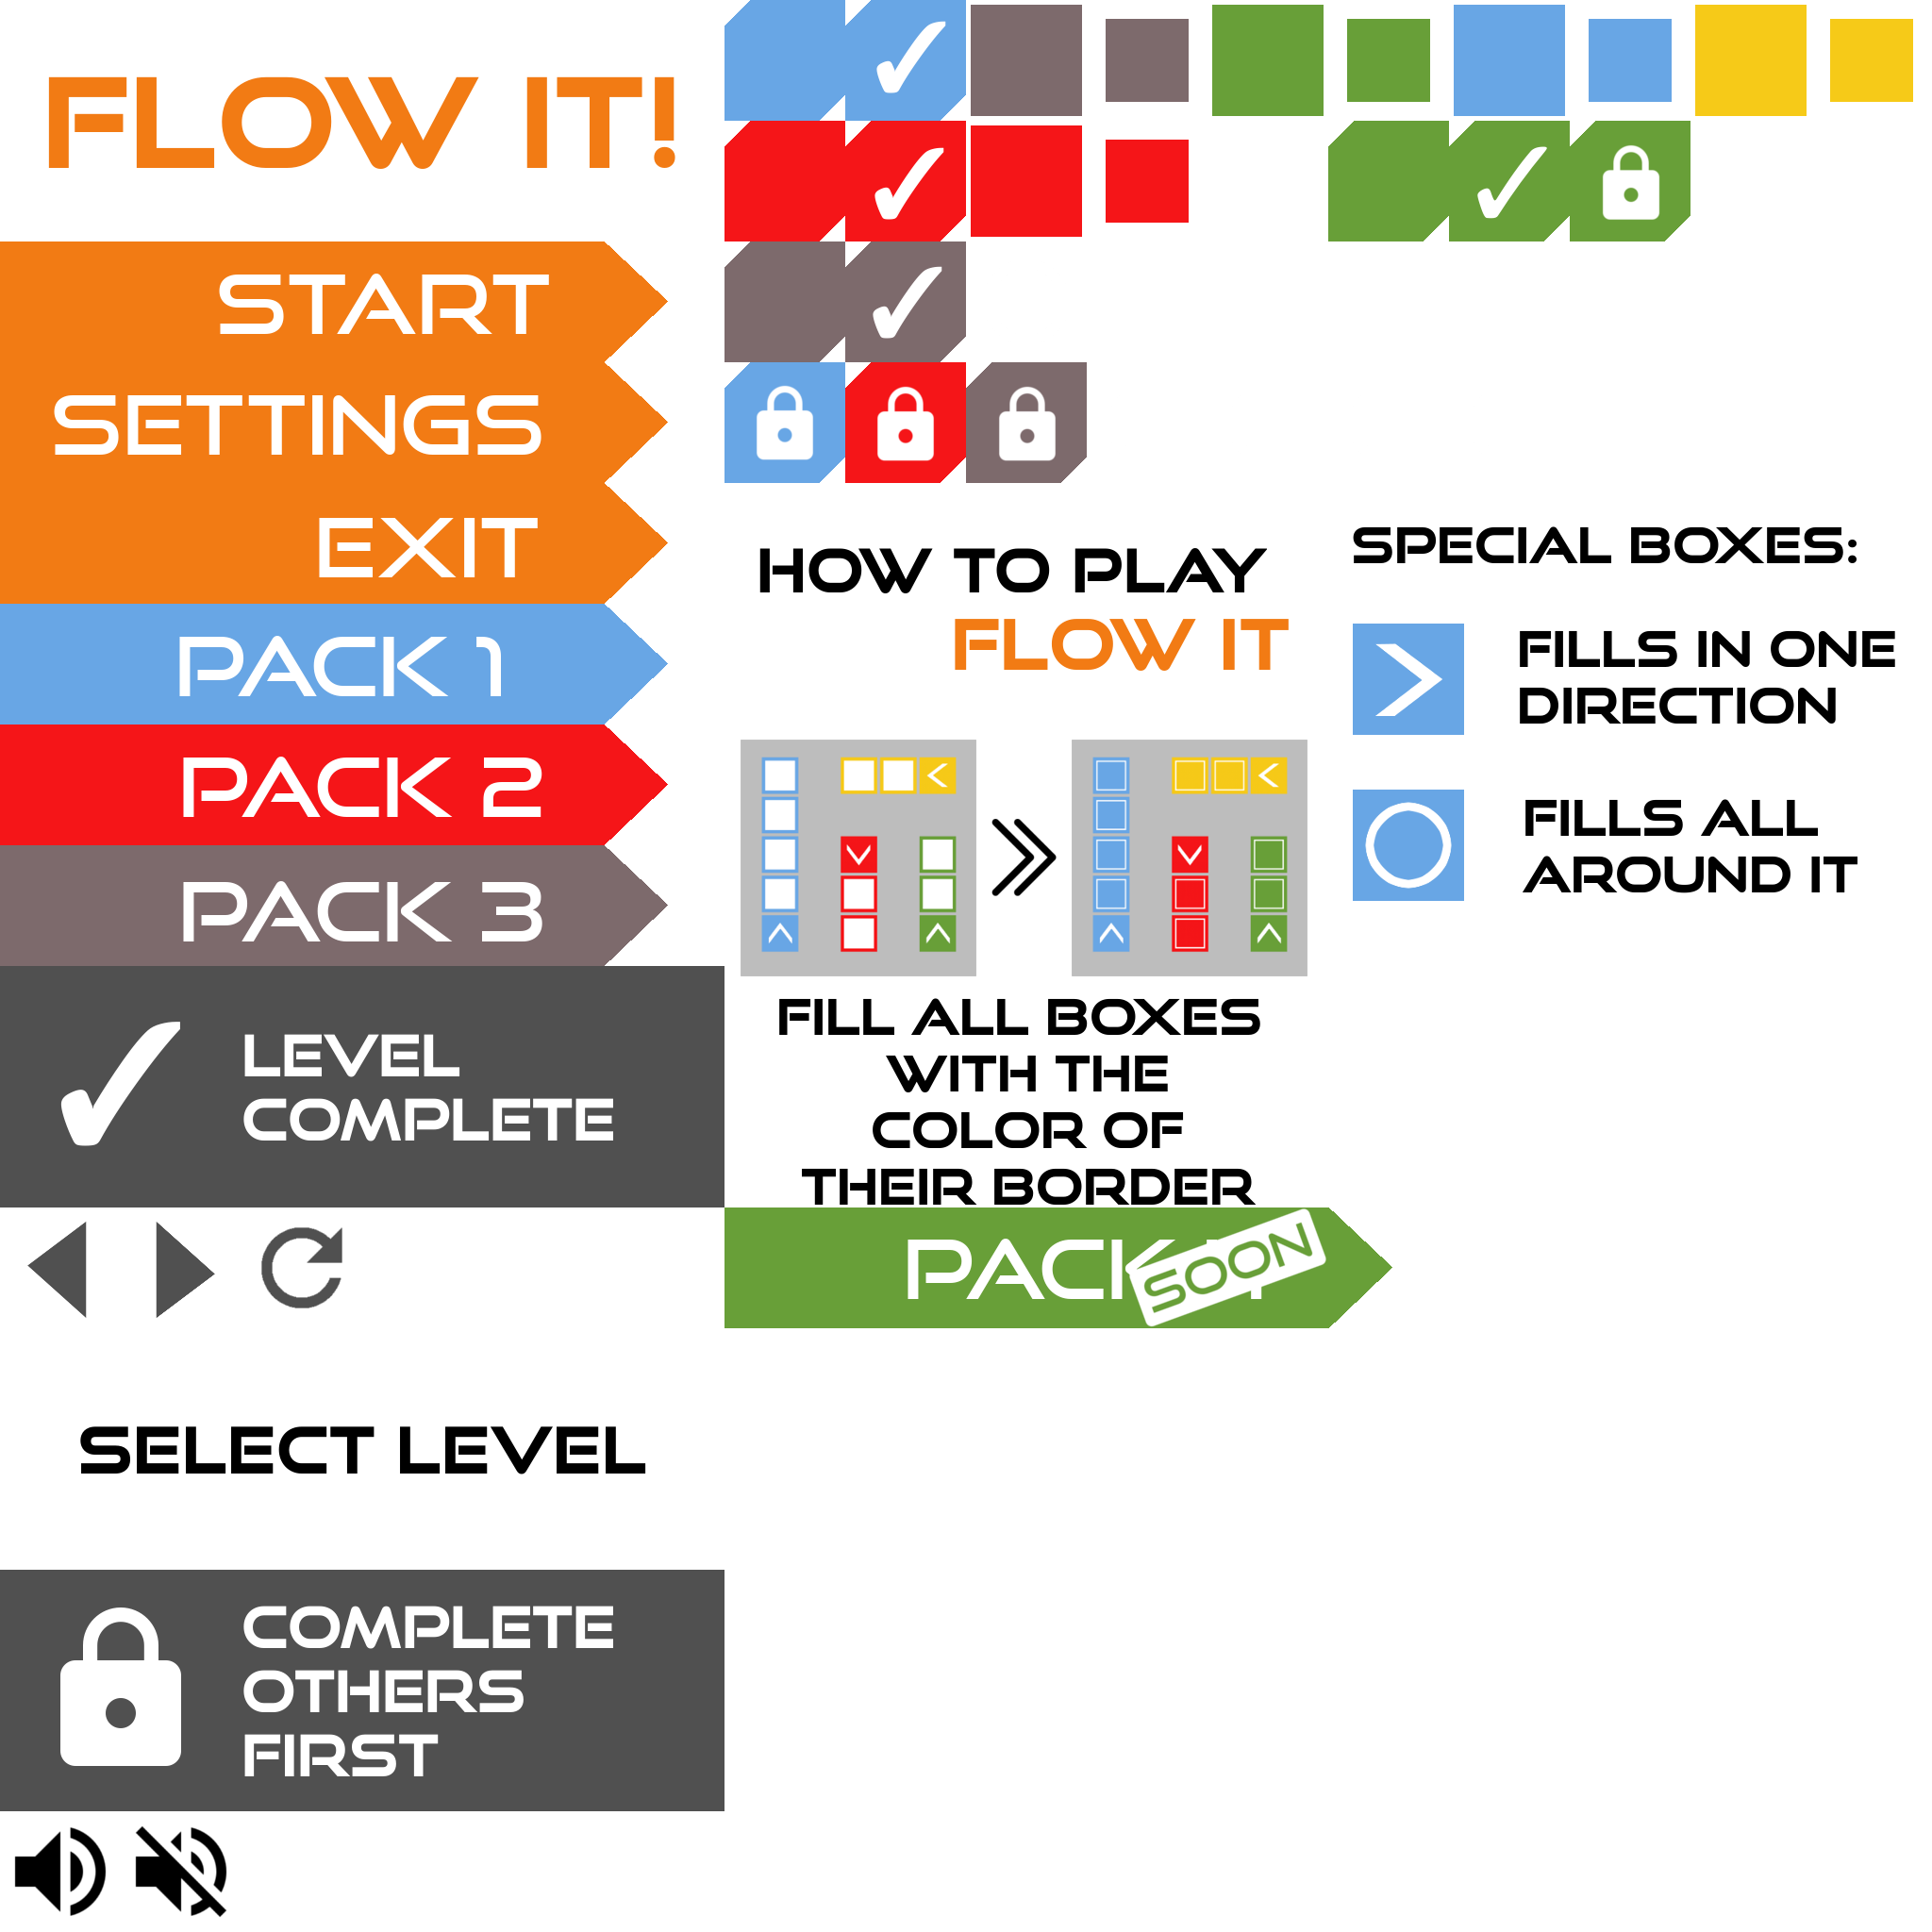 FLOW IT!
START
SETTINGS
EXIT
PACK 1
PACK 2
PACK 3
LEVEL
COMPLETE
SELECT LEVEL
COMPLETE
OTHERS
FIRST
HOW TO PLAY
FLOW IT
FILL ALL BOXES
WITH THE
COLOR OF
THEIR BORDER
PACK
SOON
SPECIAL BOXES:
FILLS IN ONE
DIRECTION
FILLS ALL
AROUND IT